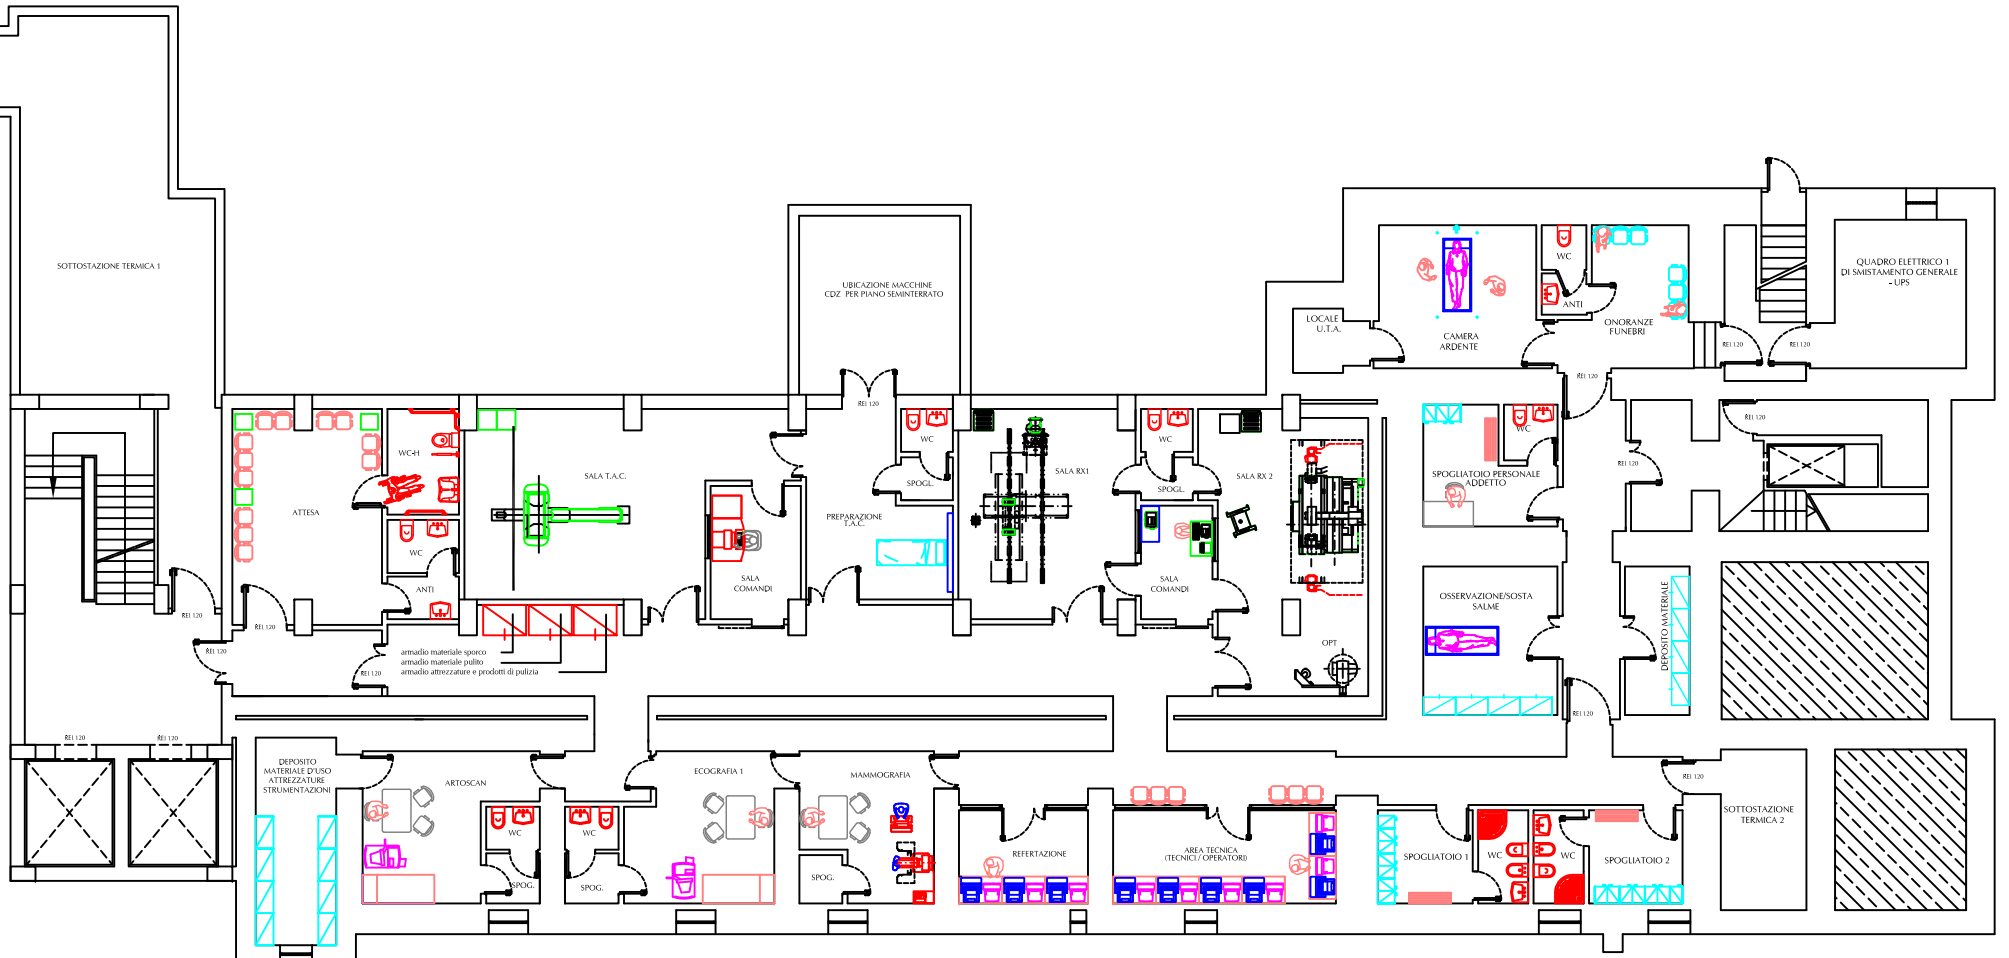 SOTTOSTAZIONE TERMICA 1
UBICAZIONE MACCHINE
CDZ PER PIANO SEMINTERRATO
REI 120
LOCALE
U.T.A.
CAMERA
ARDENTE
WC
ANTI
ONORANZE
FUNEBRI
QUADRO ELETTRICO 1
DI SMISTAMENTO GENERALE
- UPS
REI 120
REI 120
REI 120
REI 120
REI 120
ATTESA
WC-H
WC
ANTI
SALA T.A.C.
SALA
COMANDI
PREPARAZIONE
T.A.C.
WC
SPOGL.
SALA RX1
WC
SPOGL.
SALA RX 2
SALA
COMANDI
OPT
WC
SPOGLIATOIO PERSONALE
ADDETTO
OSSERVAZIONE/SOSTA
SALME
DEPOSITO MATERIALE
REI 120
REI 120
REI 120
REI 120
armadio materiale sporco
armadio materiale pulito
armadio attrezzature e prodotti di pulizia
REI 120
REI 120
REI 120
REI 120
DEPOSITO
MATERIALE D'USO
ATTREZZATURE
STRUMENTAZIONI
ARTOSCAN
WC
SPOG.
WC
SPOG.
ECOGRAFIA 1
MAMMOGRAFIA
SPOG.
REFERTAZIONE
AREA TECNICA
(TECNICI / OPERATORI)
SPOGLIATOIO 1
WC
WC
SPOGLIATOIO 2
SOTTOSTAZIONE
TERMICA 2